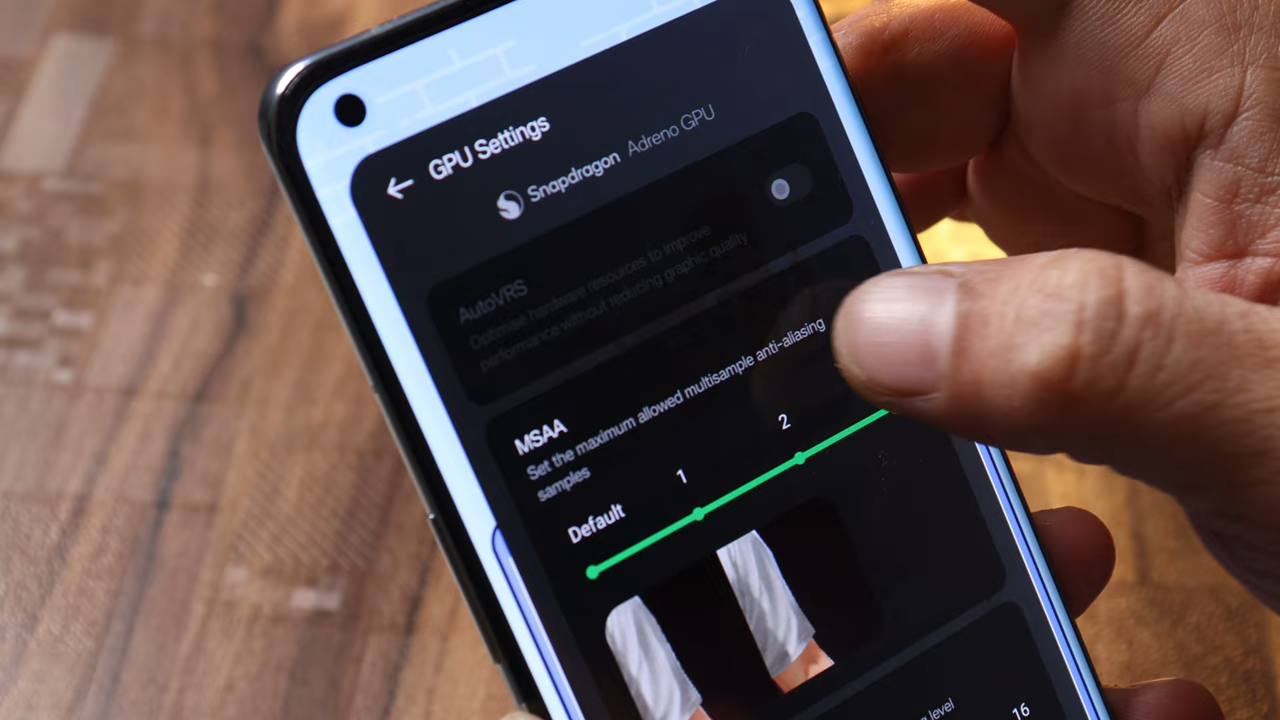 GPU Settings
Snapdragon Adreno GPU
AutoVRS
Optimise hardware resources to improve
performance without reducing graphic quality
MSAA
Set the maximum allowed multisample anti-aliasing
samples
Default 1 2
level
16